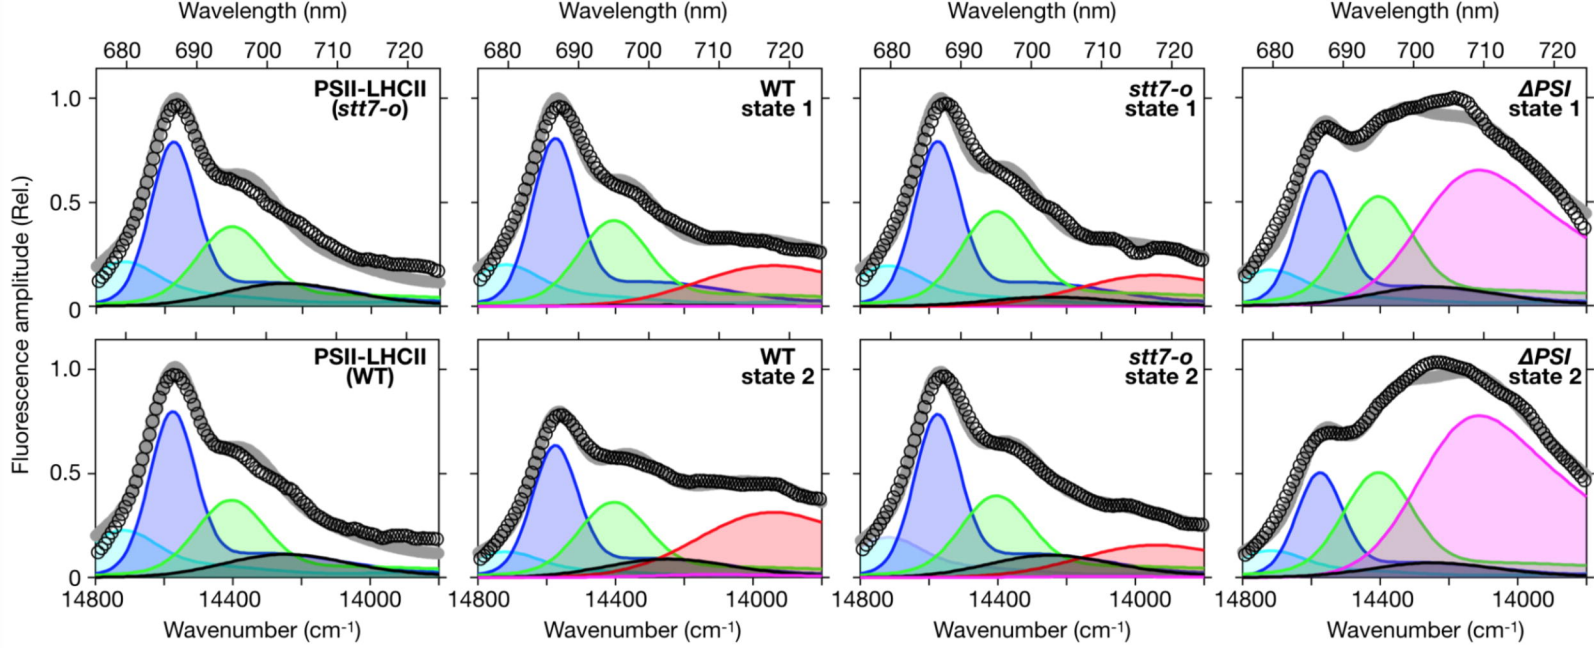 Wavelength (nm) Wavelength (nm) Wavelength (nm) Wavelength (nm)
680 690 700 710 720 680 690 700 710 720 680 690 700 710 720 680 690 700 710 720
Fluorescence amplitude (Rel.)
1.0
0.5
0
PSII-LHCII
(stt7-o)
WT
state 1
stt7-o
state 1
ΔPSI
state 1
1.0
0.5
0
PSII-LHCII
(WT)
WT
state 2
stt7-o
state 2
ΔPSI
state 2
14800 14400 14000 14800 14400 14000 14800 14400 14000 14800 14400 14000
Wavenumber (cm⁻¹) Wavenumber (cm⁻¹) Wavenumber (cm⁻¹) Wavenumber (cm⁻¹)